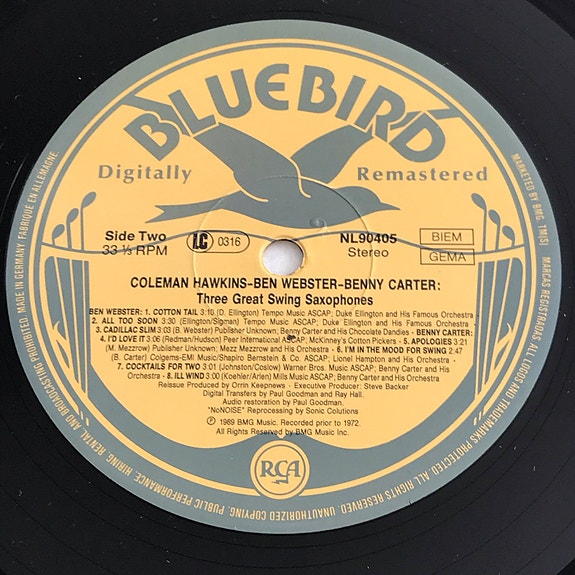 BLUEBIRD
Digitally Remastered
Side Two
33 ⅓ RPM
LC 0316
NL90405
Stereo
BIEM
GEMA
COLEMAN HAWKINS-BEN WEBSTER-BENNY CARTER:
Three Great Swing Saxophones
BEN WEBSTER: 1. COTTON TAIL 3:10 (D. Ellington) Tempo Music ASCAP; Duke Ellington and His Famous Orchestra
2. ALL TOO SOON 3:30 (Ellington/Sigman) Tempo Music ASCAP; Duke Ellington and His Famous Orchestra
3. CADILLAC SLIM 3:03 (B. Webster) Publisher Unknown; Benny Carter and His Chocolate Dandies • BENNY CARTER:
4. I'D LOVE IT 3:06 (Redman/Hudson) Peer International ASCAP; McKinney's Cotton Pickers • 5. APOLOGIES 3:21
(M. Mezzrow) Publisher Unknown; Mezz Mezzrow and His Orchestra • 6. I'M IN THE MOOD FOR SWING 2:47
(B. Carter) Colgems-EMI Music/Shapiro Bernstein & Co. ASCAP; Lionel Hampton and His Orchestra •
7. COCKTAILS FOR TWO 3:01 (Johnston/Coslow) Warner Bros. Music ASCAP; Benny Carter and His Orchestra
• 8. ILL WIND 3:00 (Koehler/Arlen) Mills Music ASCAP; Benny Carter and His Orchestra
Reissue Produced by Orrin Keepnews • Executive Producer: Steve Backer
Digital Transfers by Paul Goodman and Ray Hall.
Audio restoration by Paul Goodman.
"NoNOISE" Reprocessing by Sonic Colutions
Ⓟ 1989 BMG Music. Recorded prior to 1972.
All Rights Reserved by BMG Music Inc.
RCA
MADE IN GERMANY FABRIQUE EN ALLEMAGNE.
MARKETED BY BMG. TM(S) MARCAS REGISTRADAS. ALL LOGOS AND TRADEMARKS PROTECTED. ALL RIGHTS RESERVED. UNAUTHORIZED COPYING, PUBLIC PERFORMANCE, HIRING, RENTAL AND BROADCASTING PROHIBITED.